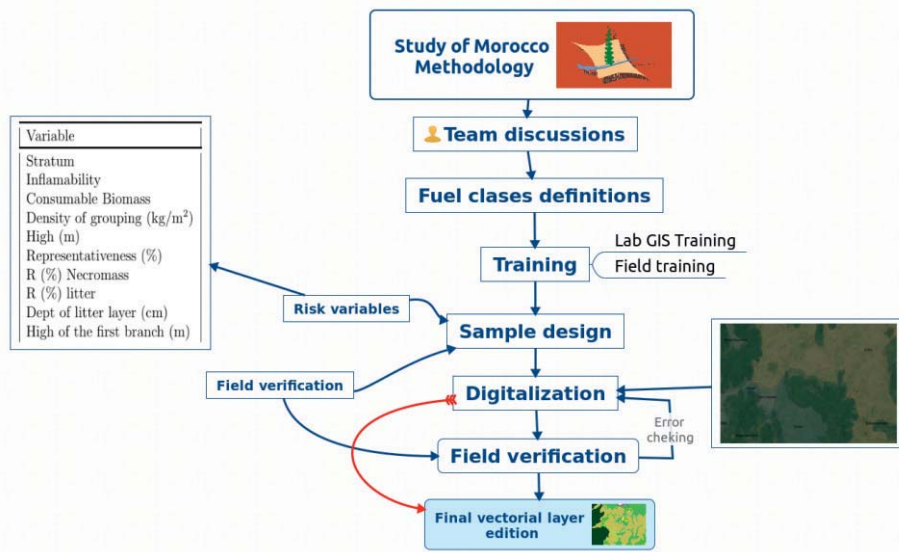 Study of Morocco
Methodology
Team discussions
Fuel clases definitions
Training
Lab GIS Training
Field training
Variable
Stratum
Inflamability
Consumable Biomass
Density of grouping (kg/m²)
High (m)
Representativeness (%)
R (%) Necromass
R (%) litter
Dept of litter layer (cm)
High of the first branch (m)
Risk variables
Sample design
Field verification
Digitalization
Error
cheking
Field verification
Final vectorial layer
edition